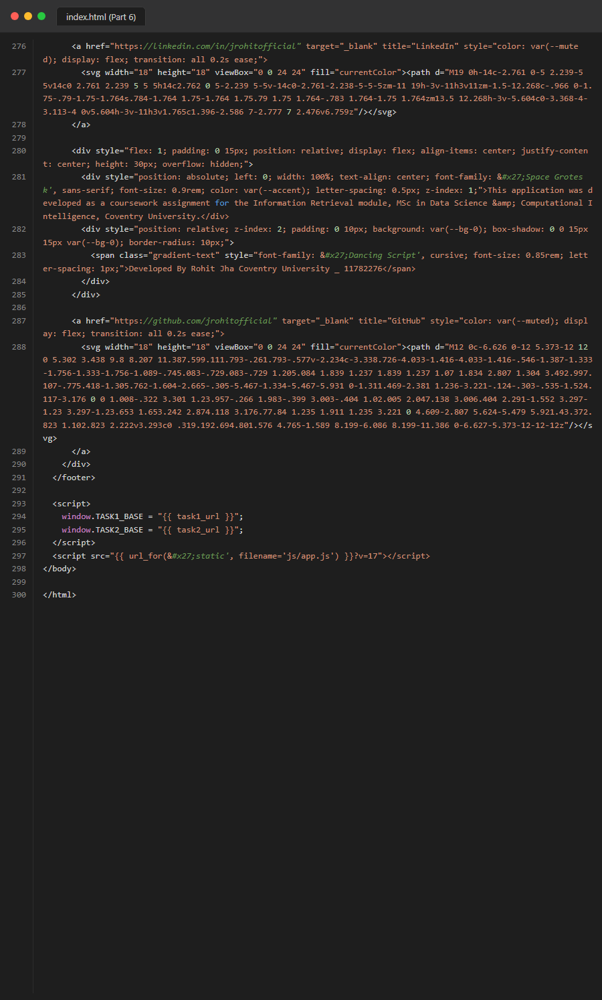 index.html (Part 6)
276 <a href="https://linkedin.com/in/jrohitofficial" target="_blank" title="LinkedIn" style="color: var(--mute
d); display: flex; transition: all 0.2s ease;">
277 <svg width="18" height="18" viewBox="0 0 24 24" fill="currentColor"><path d="M19 0h-14c-2.761 0-5 2.239-5
5v14c0 2.761 2.239 5 5 5h14c2.762 0 5-2.239 5-5v-14c0-2.761-2.238-5-5-5zm-11 19h-3v-11h3v11zm-1.5-12.268c-.966 0-1.
75-.79-1.75-1.764s.784-1.764 1.75-1.764 1.75.79 1.75 1.764-.783 1.764-1.75 1.764zm13.5 12.268h-3v-5.604c0-3.368-4-
3.113-4 0v5.604h-3v-11h3v1.765c1.396-2.586 7-2.777 7 2.476v6.759z"/></svg>
278 </a>
279
280 <div style="flex: 1; padding: 0 15px; position: relative; display: flex; align-items: center; justify-conten
t: center; height: 30px; overflow: hidden;">
281 <div style="position: absolute; left: 0; width: 100%; text-align: center; font-family: &#x27;Space Grotes
k', sans-serif; font-size: 0.9rem; color: var(--accent); letter-spacing: 0.5px; z-index: 1;">This application was d
eveloped as a coursework assignment for the Information Retrieval module, MSc in Data Science &amp; Computational I
ntelligence, Coventry University.</div>
282 <div style="position: relative; z-index: 2; padding: 0 10px; background: var(--bg-0); box-shadow: 0 0 15px
15px var(--bg-0); border-radius: 10px;">
283 <span class="gradient-text" style="font-family: &#x27;Dancing Script', cursive; font-size: 0.85rem; lett
er-spacing: 1px;">Developed By Rohit Jha Coventry University _ 11782276</span>
284 </div>
285 </div>
286
287 <a href="https://github.com/jrohitofficial" target="_blank" title="GitHub" style="color: var(--muted); displ
ay: flex; transition: all 0.2s ease;">
288 <svg width="18" height="18" viewBox="0 0 24 24" fill="currentColor"><path d="M12 0c-6.626 0-12 5.373-12 12
0 5.302 3.438 9.8 8.207 11.387.599.111.793-.261.793-.577v-2.234c-3.338.726-4.033-1.416-4.033-1.416-.546-1.387-1.333
-1.756-1.333-1.756-1.089-.745.083-.729.083-.729 1.205.084 1.839 1.237 1.839 1.237 1.07 1.834 2.807 1.304 3.492.997.
107-.775.418-1.305.762-1.604-2.665-.305-5.467-1.334-5.467-5.931 0-1.311.469-2.381 1.236-3.221-.124-.303-.535-1.524.
117-3.176 0 0 1.008-.322 3.301 1.23.957-.266 1.983-.399 3.003-.404 1.02.005 2.047.138 3.006.404 2.291-1.552 3.297-
1.23 3.297-1.23.653 1.653.242 2.874.118 3.176.77.84 1.235 1.911 1.235 3.221 0 4.609-2.807 5.624-5.479 5.921.43.372.
823 1.102.823 2.222v3.293c0 .319.192.694.801.576 4.765-1.589 8.199-6.086 8.199-11.386 0-6.627-5.373-12-12-12z"/></s
vg>
289 </a>
290 </div>
291 </footer>
292
293 <script>
294 window.TASK1_BASE = "{{ task1_url }}";
295 window.TASK2_BASE = "{{ task2_url }}";
296 </script>
297 <script src="{{ url_for(&#x27;static', filename='js/app.js') }}?v=17"></script>
298 </body>
299
300 </html>